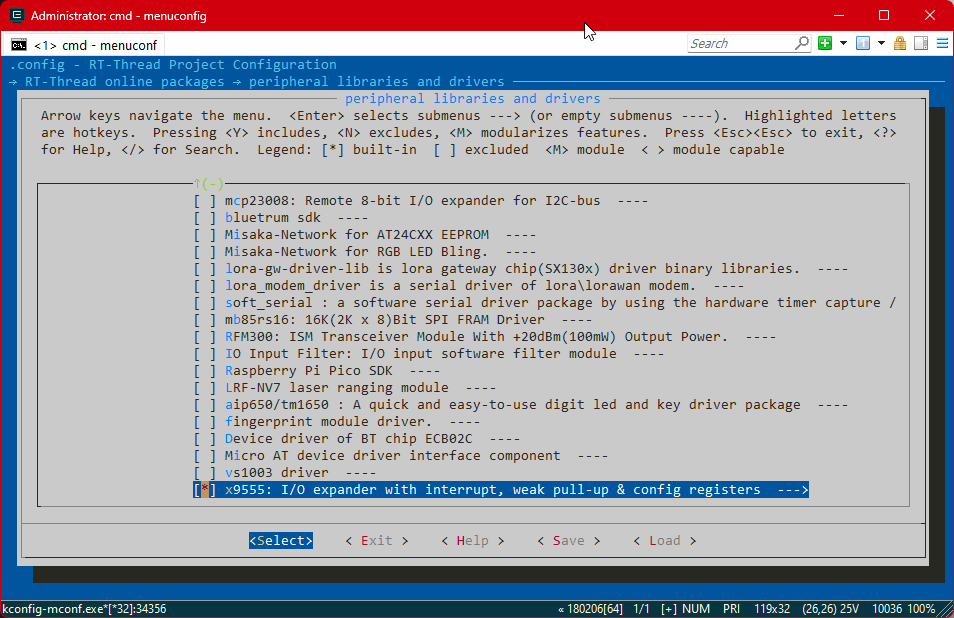 Administrator: cmd - menuconfig
<1> cmd - menuconf
Search
.config - RT-Thread Project Configuration
→ RT-Thread online packages → peripheral libraries and drivers
peripheral libraries and drivers
Arrow keys navigate the menu.  <Enter> selects submenus ---> (or empty submenus ----).  Highlighted letters
are hotkeys.  Pressing <Y> includes, <N> excludes, <M> modularizes features.  Press <Esc><Esc> to exit, <?>
for Help, </> for Search.  Legend: [*] built-in  [ ] excluded  <M> module  < > module capable
↑(-)
[ ] mcp23008: Remote 8-bit I/O expander for I2C-bus  ----
[ ] bluetrum sdk  ----
[ ] Misaka-Network for AT24CXX EEPROM  ----
[ ] Misaka-Network for RGB LED Bling.  ----
[ ] lora-gw-driver-lib is lora gateway chip(SX130x) driver binary libraries.  ----
[ ] lora_modem_driver is a serial driver of lora\lorawan modem.  ----
[ ] soft_serial : a software serial driver package by using the hardware timer capture /
[ ] mb85rs16: 16K(2K x 8)Bit SPI FRAM Driver  ----
[ ] RFM300: ISM Transceiver Module With +20dBm(100mW) Output Power.  ----
[ ] IO Input Filter: I/O input software filter module  ----
[ ] Raspberry Pi Pico SDK  ----
[ ] LRF-NV7 laser ranging module  ----
[ ] aip650/tm1650 : A quick and easy-to-use digit led and key driver package  ----
[ ] fingerprint module driver.  ----
[ ] Device driver of BT chip ECB02C  ----
[ ] Micro AT device driver interface component  ----
[ ] vs1003 driver  ----
[*] x9555: I/O expander with interrupt, weak pull-up & config registers  --->
<Select>    < Exit >    < Help >    < Save >    < Load >
kconfig-mconf.exe*[*32]:34356    « 180206[64]  1/1  [+] NUM  PRI  119x32  (26,26) 25V  10036 100%